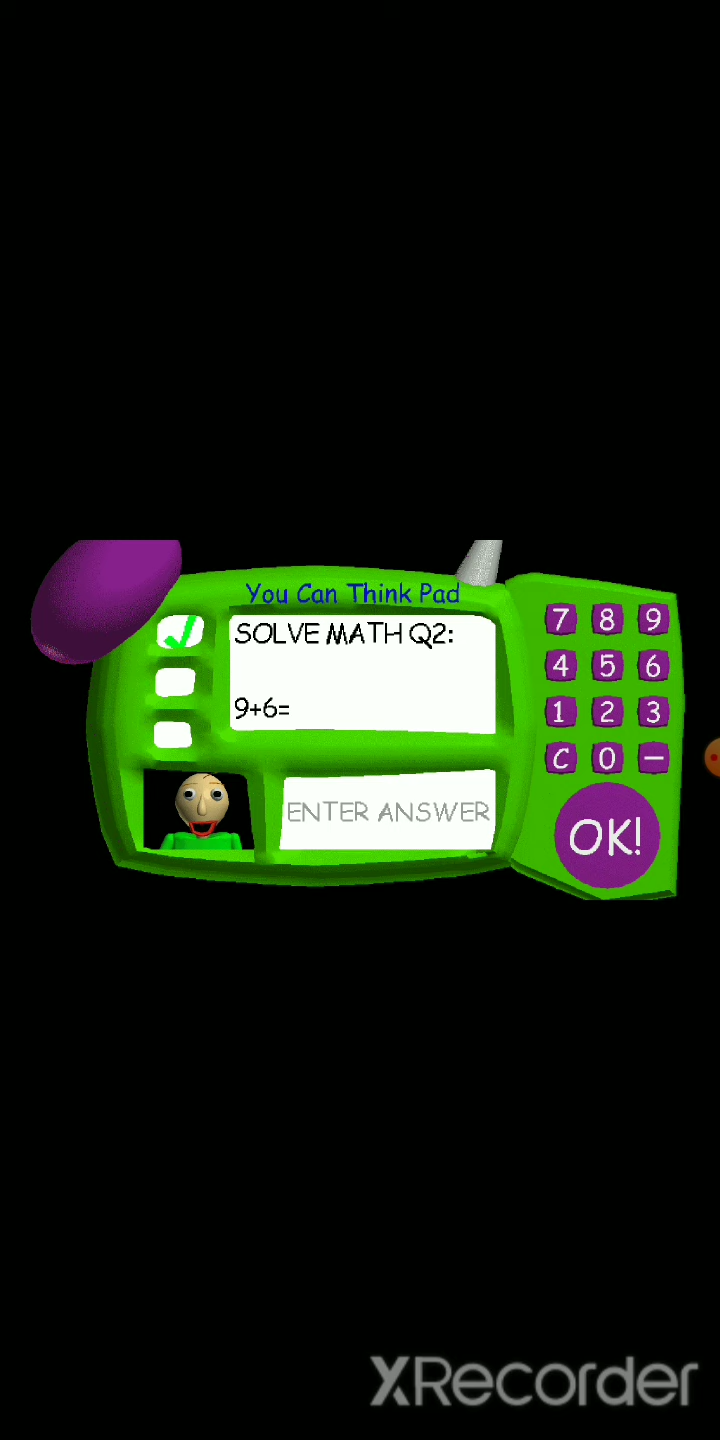 You Can Think Pad
SOLVE MATH Q2:
9+6=
ENTER ANSWER
7 8 9
4 5 6
1 2 3
C 0 −
OK!
XRecorder